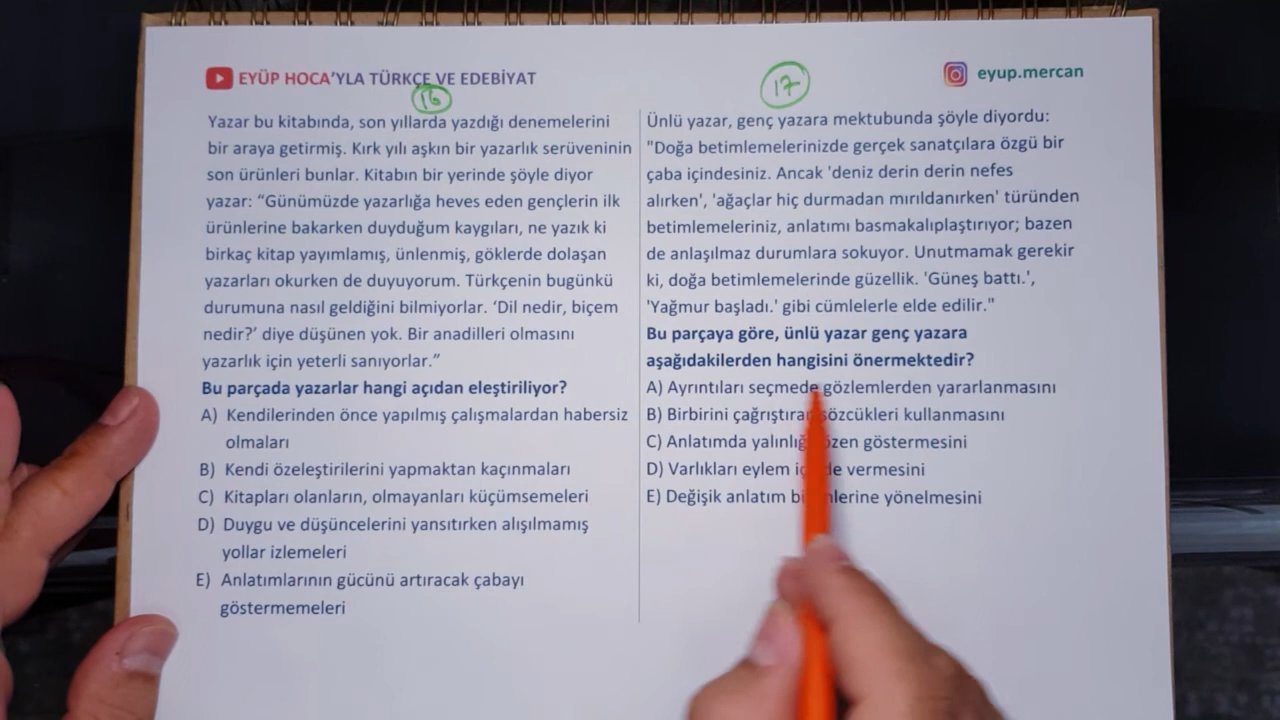 EYÜP HOCA'YLA TÜRKÇE VE EDEBİYAT
eyup.mercan
16
Yazar bu kitabında, son yıllarda yazdığı denemelerini
bir araya getirmiş. Kırk yılı aşkın bir yazarlık serüveninin
son ürünleri bunlar. Kitabın bir yerinde şöyle diyor
yazar: “Günümüzde yazarlığa heves eden gençlerin ilk
ürünlerine bakarken duyduğum kaygıları, ne yazık ki
birkaç kitap yayımlamış, ünlenmiş, göklerde dolaşan
yazarları okurken de duyuyorum. Türkçenin bugünkü
durumuna nasıl geldiğini bilmiyorlar. ‘Dil nedir, biçem
nedir?’ diye düşünen yok. Bir anadilleri olmasını
yazarlık için yeterli sanıyorlar.”
Bu parçada yazarlar hangi açıdan eleştiriliyor?
A) Kendilerinden önce yapılmış çalışmalardan habersiz
olmaları
B) Kendi özeleştirilerini yapmaktan kaçınmaları
C) Kitapları olanların, olmayanları küçümsemeleri
D) Duygu ve düşüncelerini yansıtırken alışılmamış
yollar izlemeleri
E) Anlatımlarının gücünü artıracak çabayı
göstermemeleri
17
Ünlü yazar, genç yazara mektubunda şöyle diyordu:
"Doğa betimlemelerinizde gerçek sanatçılara özgü bir
çaba içindesiniz. Ancak 'deniz derin derin nefes
alırken', 'ağaçlar hiç durmadan mırıldanırken' türünden
betimlemeleriniz, anlatımı basmakalıplaştırıyor; bazen
de anlaşılmaz durumlara sokuyor. Unutmamak gerekir
ki, doğa betimlemelerinde güzellik. 'Güneş battı.',
'Yağmur başladı.' gibi cümlelerle elde edilir."
Bu parçaya göre, ünlü yazar genç yazara
aşağıdakilerden hangisini önermektedir?
A) Ayrıntıları seçmede gözlemlerden yararlanmasını
B) Birbirini çağrıştıran sözcükleri kullanmasını
C) Anlatımda yalınlığa özen göstermesini
D) Varlıkları eylem içinde vermesini
E) Değişik anlatım biçimlerine yönelmesini